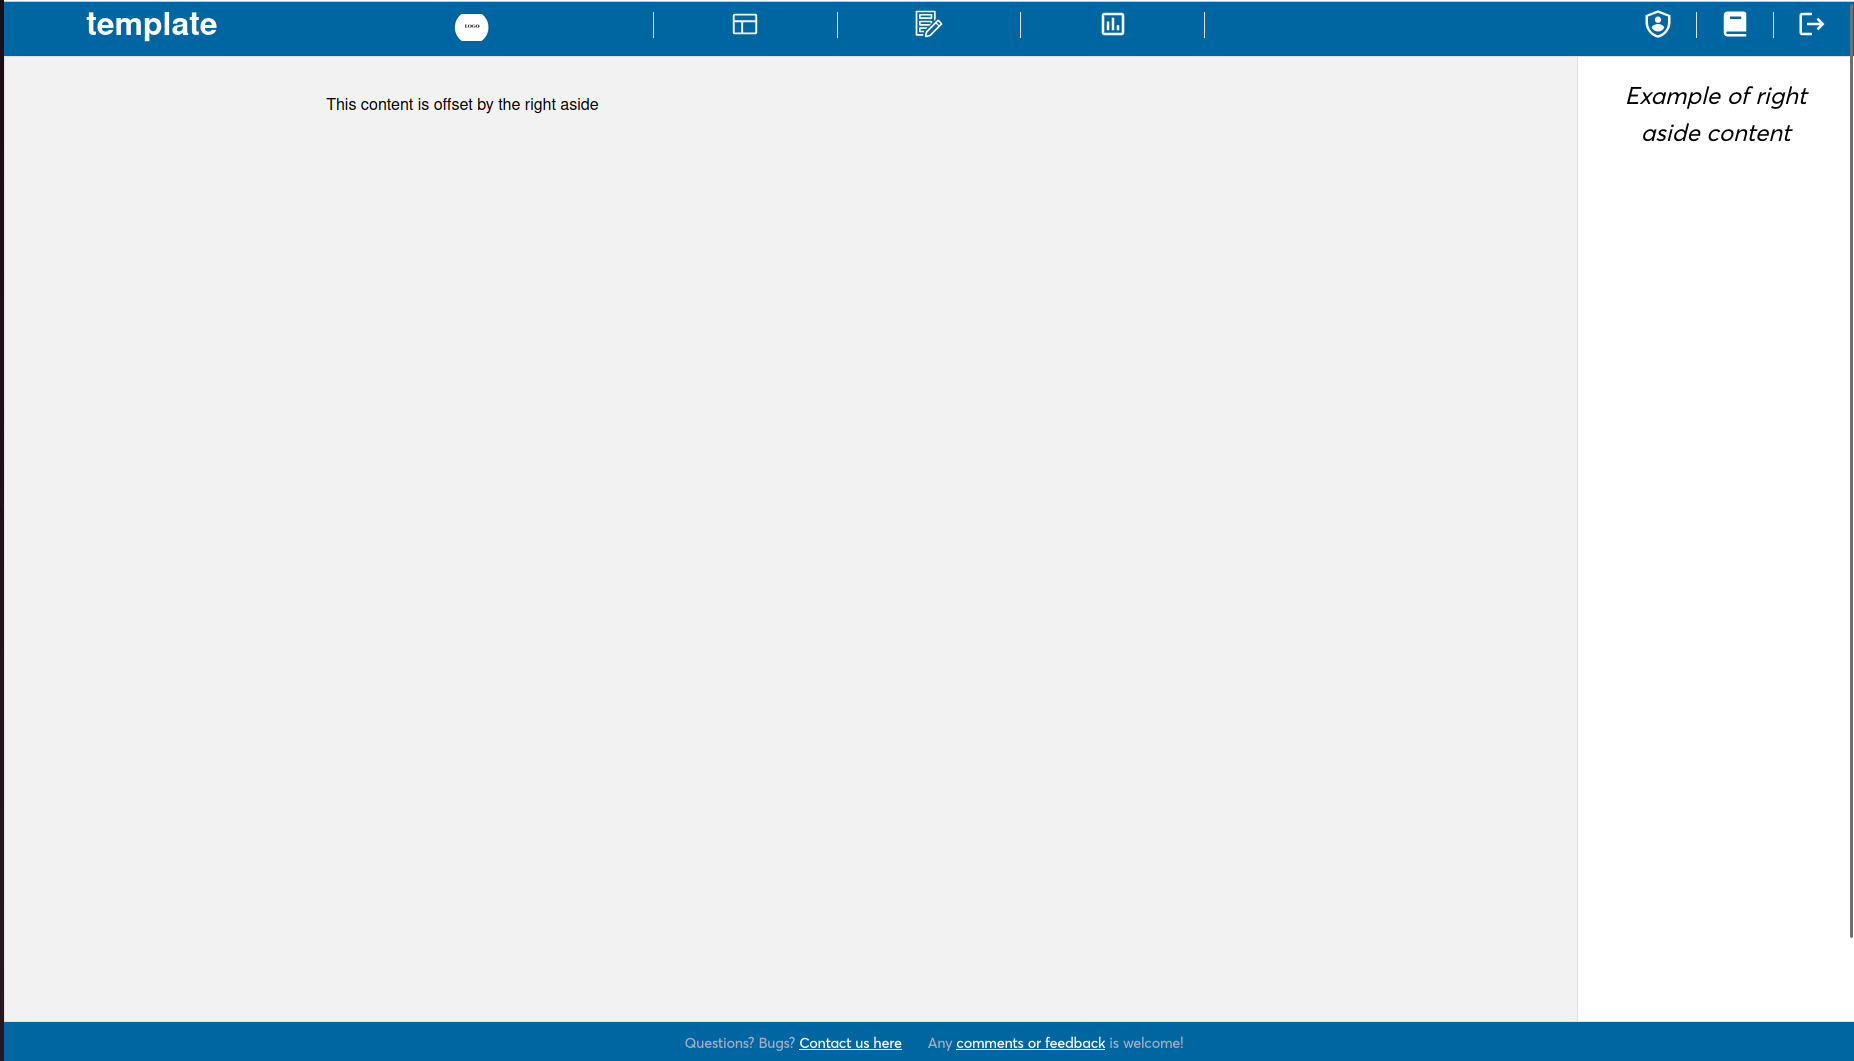 template
LOGO
This content is offset by the right aside
Example of right
aside content
Questions? Bugs? Contact us here Any comments or feedback is welcome!